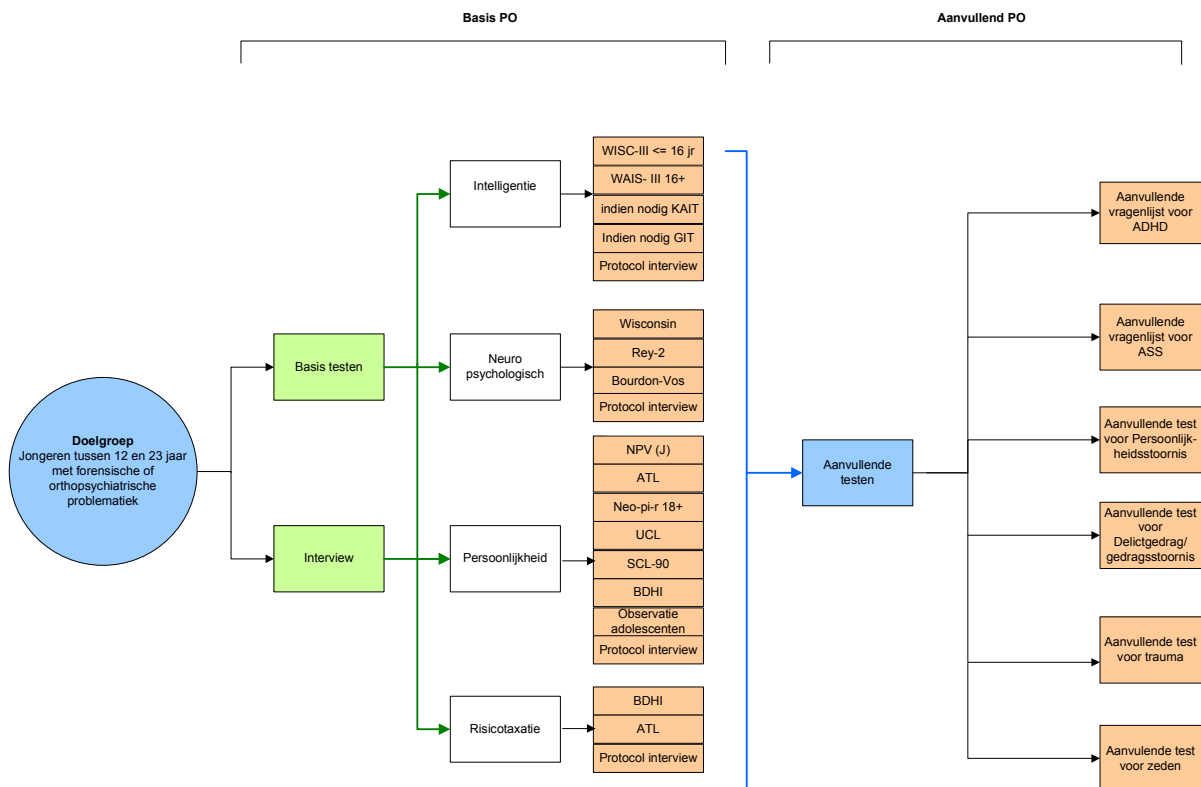 Basis PO
Aanvullend PO
Doelgroep
Jongeren tussen 12 en 23 jaar
met forensische of
orthopsychiatrische
problematiek
Basis testen
Interview
Intelligentie
Neuro
psychologisch
Persoonlijkheid
Risicotaxatie
WISC-III <= 16 jr
WAIS- III 16+
indien nodig KAIT
Indien nodig GIT
Protocol interview
Wisconsin
Rey-2
Bourdon-Vos
Protocol interview
NPV (J)
ATL
Neo-pi-r 18+
UCL
SCL-90
BDHI
Observatie
adolescenten
Protocol interview
BDHI
ATL
Protocol interview
Aanvullende
testen
Aanvullende
vragenlijst voor
ADHD
Aanvullende
vragenlijst voor
ASS
Aanvullende test
voor Persoonlijk-
heidsstoornis
Aanvullende test
voor
Delictgedrag/
gedragsstoornis
Aanvullende test
voor trauma
Aanvulende test
voor zeden